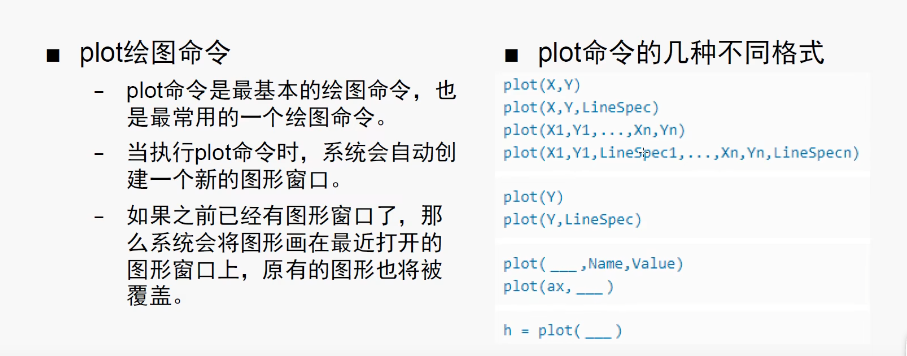 ■ plot绘图命令
– plot命令是最基本的绘图命令，也
是最常用的一个绘图命令。
– 当执行plot命令时，系统会自动创
建一个新的图形窗口。
– 如果之前已经有图形窗口了，那
么系统会将图形画在最近打开的
图形窗口上，原有的图形也将被
覆盖。
■ plot命令的几种不同格式
plot(X,Y)
plot(X,Y,LineSpec)
plot(X1,Y1,...,Xn,Yn)
plot(X1,Y1,LineSpec1,...,Xn,Yn,LineSpecn)
plot(Y)
plot(Y,LineSpec)
plot(___,Name,Value)
plot(ax,___)
h = plot(___)